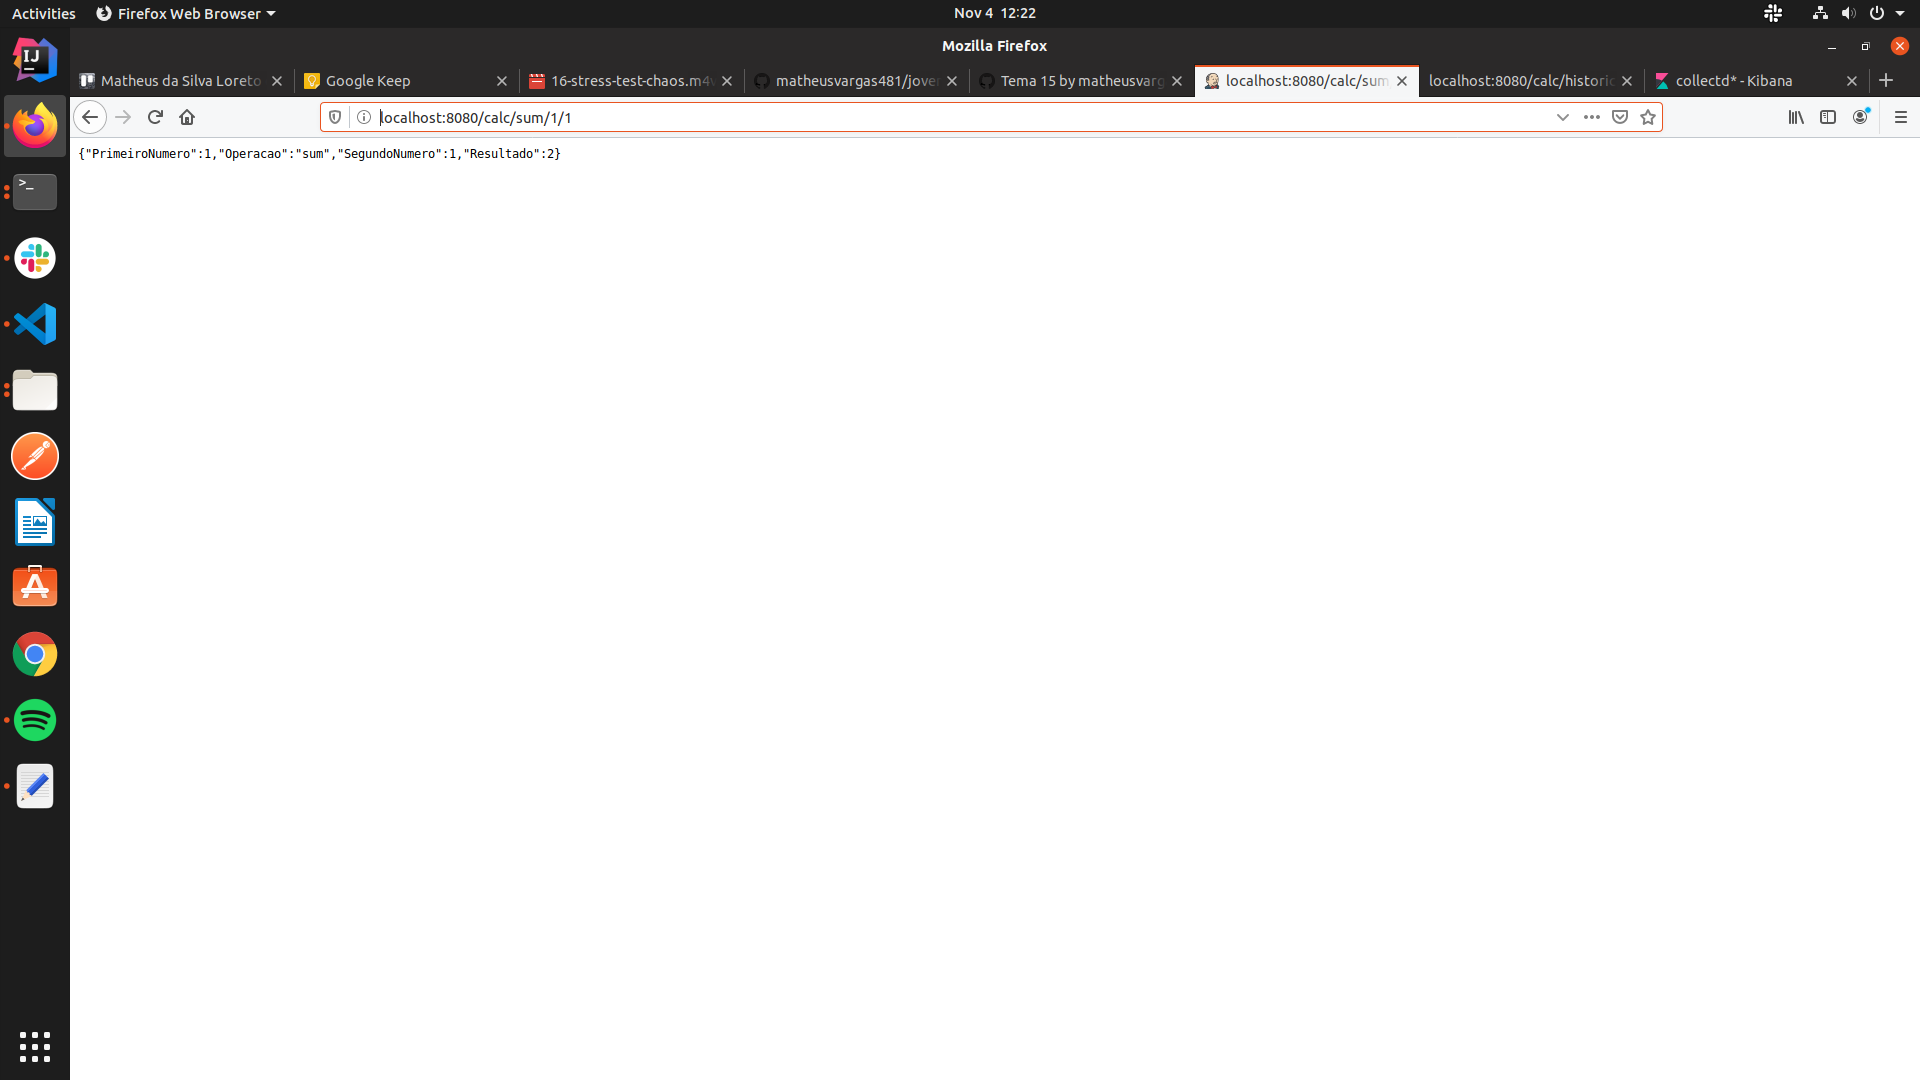 Activities
Firefox Web Browser
Nov 4 12:22
Mozilla Firefox
Matheus da Silva Loreto
Google Keep
16-stress-test-chaos.m4v
matheusvargas481/jove
Tema 15 by matheusvarg
localhost:8080/calc/sum
localhost:8080/calc/historic
collectd* - Kibana
localhost:8080/calc/sum/1/1
{"PrimeiroNumero":1,"Operacao":"sum","SegundoNumero":1,"Resultado":2}
IJ
>_